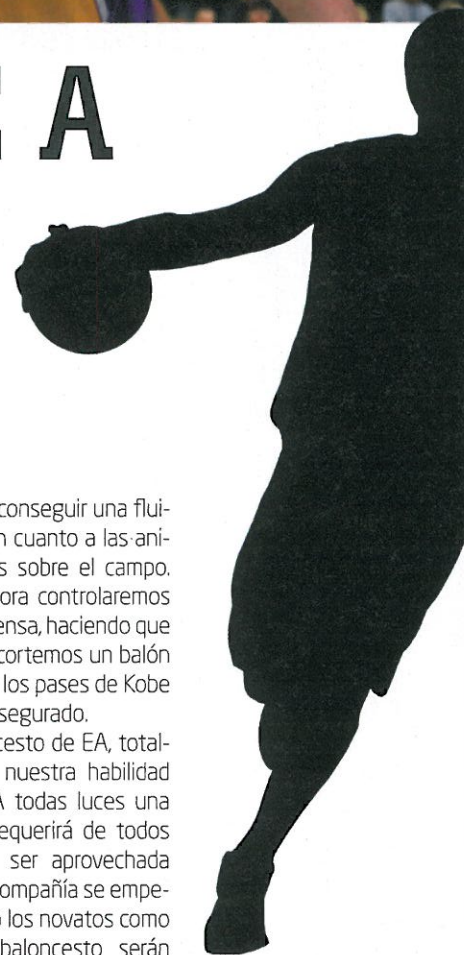 A
conseguir una flui-
n cuanto a las ani-
s sobre el campo.
ora controlaremos
ensa, haciendo que
cortemos un balón
los pases de Kobe
segurado.
cesto de EA, total-
nuestra habilidad
A todas luces una
equerirá de todos
ser aprovechada
ompañía se empe-
o los novatos como
baloncesto serán